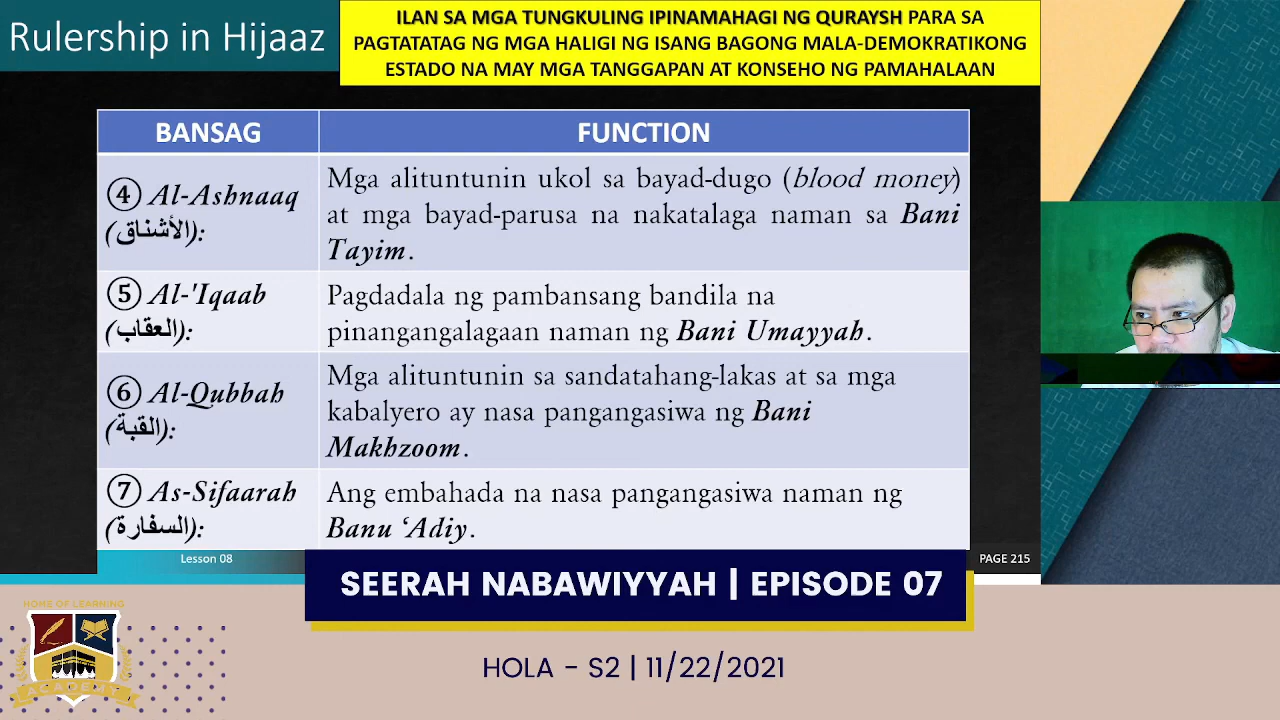 Rulership in Hijaaz
ILAN SA MGA TUNGKULING IPINAMAHAGI NG QURAYSH PARA SA
PAGTATATAG NG MGA HALIGI NG ISANG BAGONG MALA-DEMOKRATIKONG
ESTADO NA MAY MGA TANGGAPAN AT KONSEHO NG PAMAHALAAN
BANSAG
FUNCTION
④ Al-Ashnaaq
(الأشناق):
Mga alituntunin ukol sa bayad-dugo (blood money)
at mga bayad-parusa na nakatalaga naman sa Bani
Tayim.
⑤ Al-'Iqaab
(العقاب):
Pagdadala ng pambansang bandila na
pinangangalagaan naman ng Bani Umayyah.
⑥ Al-Qubbah
(القبة):
Mga alituntunin sa sandatahang-lakas at sa mga
kabalyero ay nasa pangangasiwa ng Bani
Makhzoom.
⑦ As-Sifaarah
(السفارة):
Ang embahada na nasa pangangasiwa naman ng
Banu ‘Adiy.
Lesson 08
PAGE 215
SEERAH NABAWIYYAH | EPISODE 07
HOLA - S2 | 11/22/2021
HOME OF LEARNING
ACADEMY